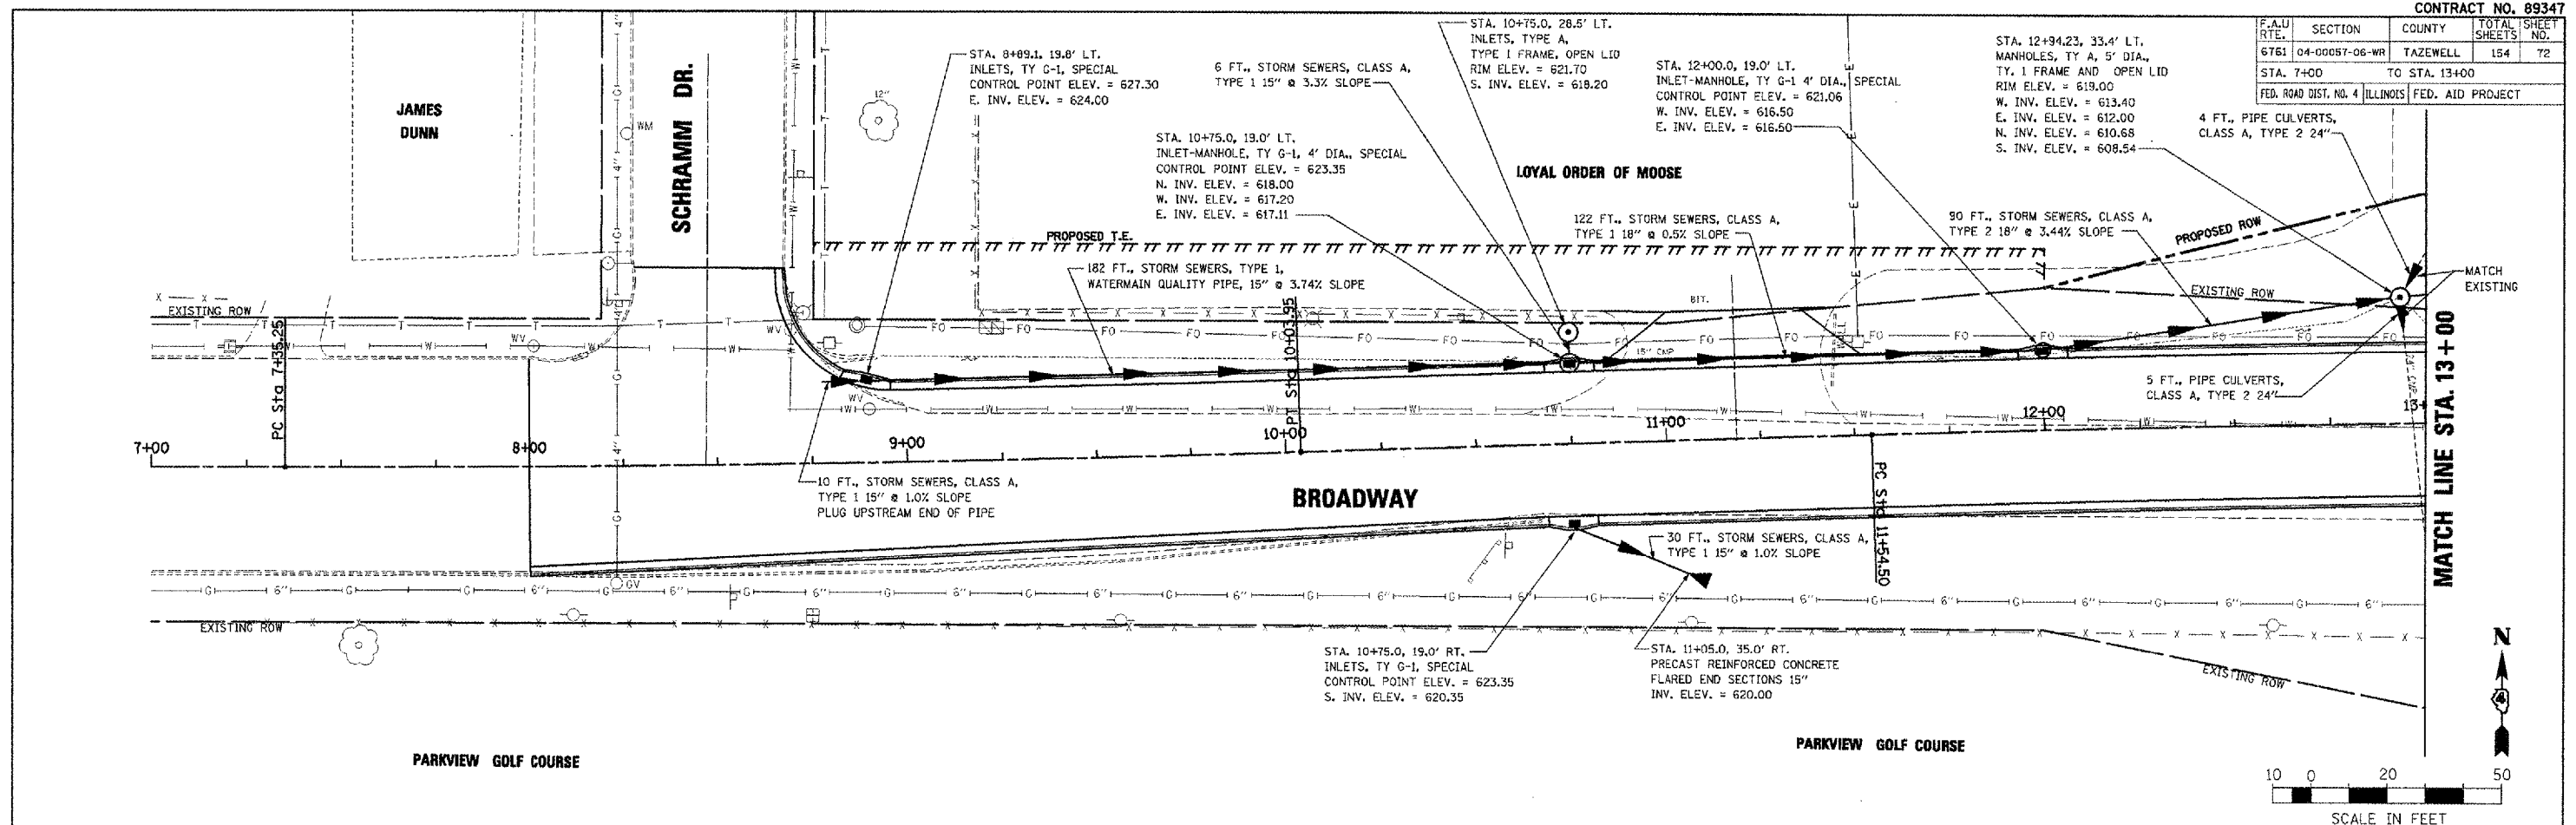 CONTRACT NO. 89347
F.A.U RTE. SECTION COUNTY TOTAL SHEETS SHEET NO.
6761 04-00057-06-WR TAZEWELL 154 72
STA. 7+00 TO STA. 13+00
FED. ROAD DIST. NO. 4 ILLINOIS FED. AID PROJECT
JAMES
DUNN
SCHRAMM DR.
STA. 8+89.1, 19.8' LT.
INLETS, TY G-1, SPECIAL
CONTROL POINT ELEV. = 627.30
E. INV. ELEV. = 624.00
6 FT., STORM SEWERS, CLASS A,
TYPE 1 15" @ 3.3% SLOPE
STA. 10+75.0, 28.5' LT.
INLETS, TYPE A,
TYPE 1 FRAME, OPEN LID
RIM ELEV. = 621.70
S. INV. ELEV. = 618.20
STA. 10+75.0, 19.0' LT.
INLET-MANHOLE, TY G-1, 4' DIA., SPECIAL
CONTROL POINT ELEV. = 623.35
N. INV. ELEV. = 618.00
W. INV. ELEV. = 617.20
E. INV. ELEV. = 617.11
STA. 12+00.0, 19.0' LT.
INLET-MANHOLE, TY G-1 4' DIA., SPECIAL
CONTROL POINT ELEV. = 621.06
W. INV. ELEV. = 616.50
E. INV. ELEV. = 616.50
STA. 12+94.23, 33.4' LT.
MANHOLES, TY A, 5' DIA.,
TY. 1 FRAME AND OPEN LID
RIM ELEV. = 619.00
W. INV. ELEV. = 613.40
E. INV. ELEV. = 612.00
N. INV. ELEV. = 610.68
S. INV. ELEV. = 608.54
4 FT., PIPE CULVERTS,
CLASS A, TYPE 2 24"
LOYAL ORDER OF MOOSE
12"
WM
PROPOSED T.E.
182 FT., STORM SEWERS, TYPE 1,
WATERMAIN QUALITY PIPE, 15" @ 3.74% SLOPE
122 FT., STORM SEWERS, CLASS A,
TYPE 1 18" @ 0.5% SLOPE
90 FT., STORM SEWERS, CLASS A,
TYPE 2 18" @ 3.44% SLOPE
PROPOSED ROW
MATCH
EXISTING
EXISTING ROW
EXISTING ROW
BIT.
15" CMP
WV
WV
WV
5 FT., PIPE CULVERTS,
CLASS A, TYPE 2 24"
PC Sta 7+35.25
PT Sta 10+03.95
PC Sta 11+54.50
7+00
8+00
9+00
10+00
11+00
12+00
13+
MATCH LINE STA. 13+00
10 FT., STORM SEWERS, CLASS A,
TYPE 1 15" @ 1.0% SLOPE
PLUG UPSTREAM END OF PIPE
BROADWAY
30 FT., STORM SEWERS, CLASS A,
TYPE 1 15" @ 1.0% SLOPE
GV
EXISTING ROW
STA. 10+75.0, 19.0' RT.
INLETS, TY G-1, SPECIAL
CONTROL POINT ELEV. = 623.35
S. INV. ELEV. = 620.35
STA. 11+05.0, 35.0' RT.
PRECAST REINFORCED CONCRETE
FLARED END SECTIONS 15"
INV. ELEV. = 620.00
EXISTING ROW
PARKVIEW GOLF COURSE
PARKVIEW GOLF COURSE
N
4
10 0 20 50
SCALE IN FEET